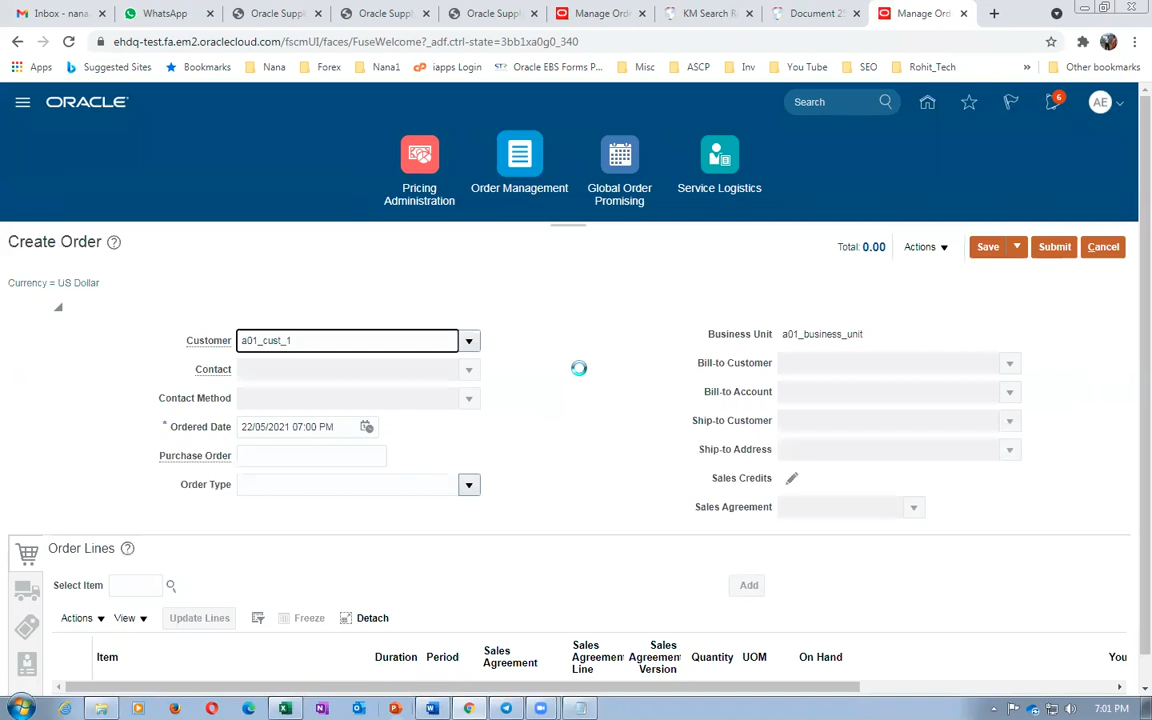 Inbox - nana
WhatsApp
Oracle Suppl
Oracle Suppl
Oracle Suppl
Manage Orc
KM Search R
Document 25
Manage Ord
ehdq-test.fa.em2.oraclecloud.com/fscmUI/faces/FuseWelcome?_adf.ctrl-state=3bb1xa0g0_340
Apps
Suggested Sites
Bookmarks
Nana
Forex
Nana1
iapps Login
Oracle EBS Forms P...
Misc
ASCP
Inv
You Tube
SEO
Rohit_Tech
»
Other bookmarks
ORACLE
Search
6
AE
Pricing Administration
Order Management
Global Order Promising
Service Logistics
Create Order
Total: 0.00
Actions
Save
Submit
Cancel
Currency = US Dollar
Customer a01_cust_1
Contact
Contact Method
* Ordered Date 22/05/2021 07:00 PM
Purchase Order
Order Type
Business Unit a01_business_unit
Bill-to Customer
Bill-to Account
Ship-to Customer
Ship-to Address
Sales Credits
Sales Agreement
Order Lines
Select Item
Add
Actions
View
Update Lines
Freeze
Detach
Item
Duration
Period
Sales Agreement
Sales Agreement Line
Sales Agreement Version
Quantity
UOM
On Hand
You
7:01 PM